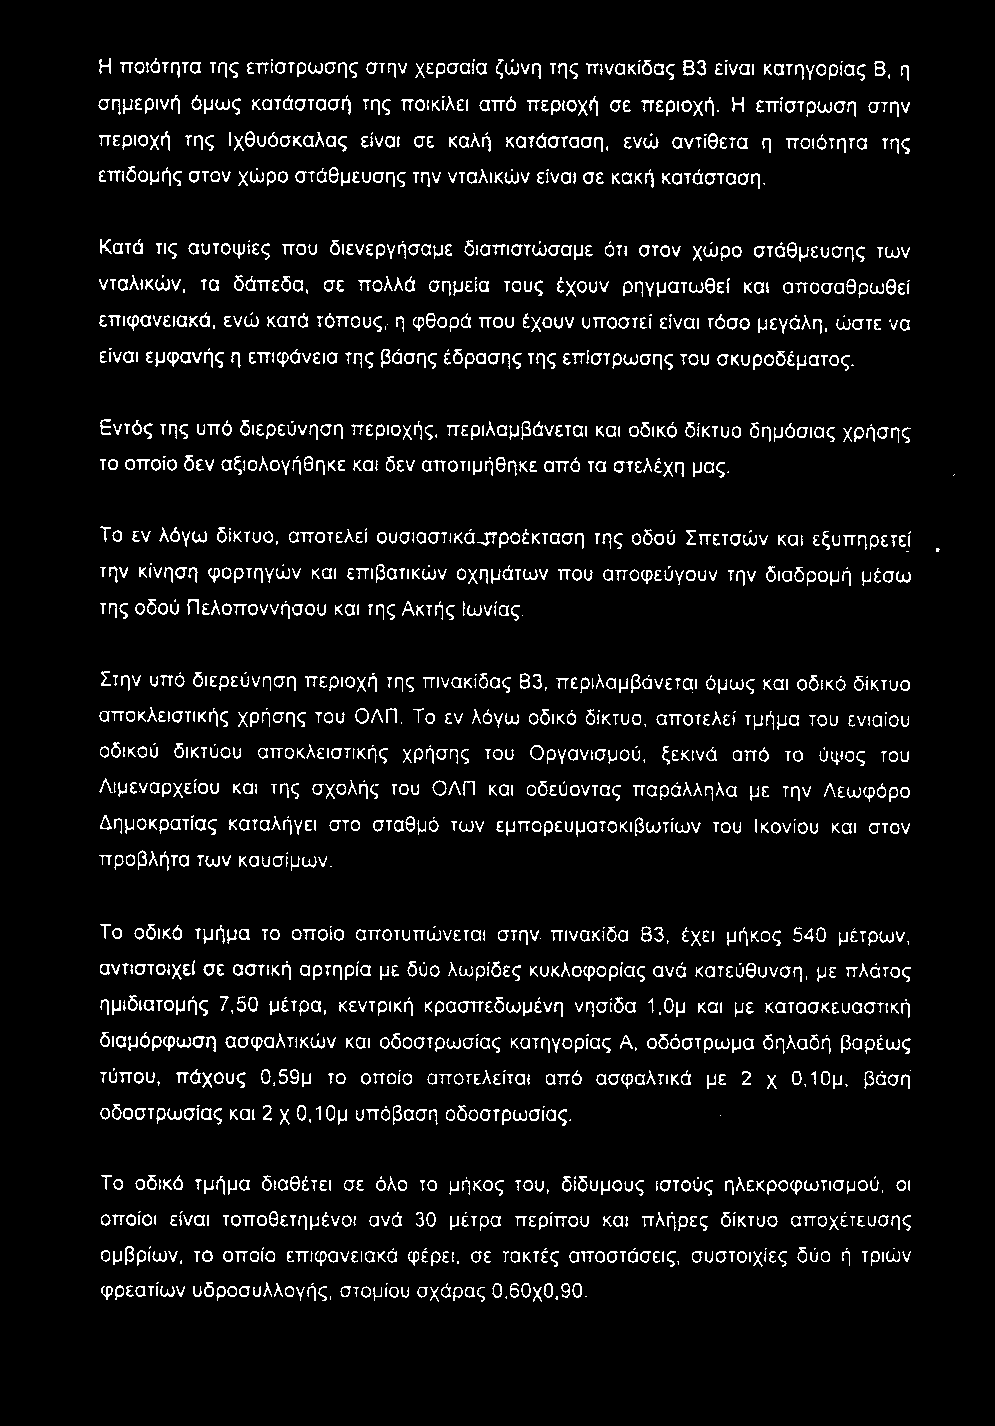 Η ποιότητα της επίστρωσης στην χερσαία ζώνη της πινακίδας Β3 είναι κατηγορίας Β, η
σημερινή όμως κατάστασή της ποικίλει από περιοχή σε περιοχή. Η επίστρωση στην
περιοχή της Ιχθυόσκαλας είναι σε καλή κατάσταση, ενώ αντίθετα η ποιότητα της
επιδομής στον χώρο στάθμευσης την νταλικών είναι σε κακή κατάσταση.
Κατά τις αυτοψίες που διενεργήσαμε διαπιστώσαμε ότι στον χώρο στάθμευσης των
νταλικών, τα δάπεδα, σε πολλά σημεία τους έχουν ρηγματωθεί και αποσαθρωθεί
επιφανειακά, ενώ κατά τόπους, η φθορά που έχουν υποστεί είναι τόσο μεγάλη, ώστε να
είναι εμφανής η επιφάνεια της βάσης έδρασης της επίστρωσης του σκυροδέματος.
Εντός της υπό διερεύνηση περιοχής, περιλαμβάνεται και οδικό δίκτυο δημόσιας χρήσης
το οποίο δεν αξιολογήθηκε και δεν αποτιμήθηκε από τα στελέχη μας.
Το εν λόγω δίκτυο, αποτελεί ουσιαστικά προέκταση της οδού Σπετσών και εξυπηρετεί
την κίνηση φορτηγών και επιβατικών οχημάτων που αποφεύγουν την διαδρομή μέσω
της οδού Πελοποννήσου και της Ακτής Ιωνίας.
Στην υπό διερεύνηση περιοχή της πινακίδας Β3, περιλαμβάνεται όμως και οδικό δίκτυο
αποκλειστικής χρήσης του ΟΛΠ. Το εν λόγω οδικό δίκτυο, αποτελεί τμήμα του ενιαίου
οδικού δικτύου αποκλειστικής χρήσης του Οργανισμού, ξεκινά από το ύψος του
Λιμεναρχείου και της σχολής του ΟΛΠ και οδεύοντας παράλληλα με την Λεωφόρο
Δημοκρατίας καταλήγει στο σταθμό των εμπορευματοκιβωτίων του Ικονίου και στον
προβλήτα των καυσίμων.
Το οδικό τμήμα το οποίο αποτυπώνεται στην πινακίδα Β3, έχει μήκος 540 μέτρων,
αντιστοιχεί σε αστική αρτηρία με δύο λωρίδες κυκλοφορίας ανά κατεύθυνση, με πλάτος
ημιδιατομής 7,50 μέτρα, κεντρική κρασπεδωμένη νησίδα 1,0μ και με κατασκευαστική
διαμόρφωση ασφαλτικών και οδοστρωσίας κατηγορίας Α, οδόστρωμα δηλαδή βαρέως
τύπου, πάχους 0,59μ το οποίο αποτελείται από ασφαλτικά με 2 χ 0,10μ, βάση
οδοστρωσίας και 2 χ 0,10μ υπόβαση οδοστρωσίας.
Το οδικό τμήμα διαθέτει σε όλο το μήκος του, δίδυμους ιστούς ηλεκροφωτισμού, οι
οποίοι είναι τοποθετημένοι ανά 30 μέτρα περίπου και πλήρες δίκτυο αποχέτευσης
ομβρίων, το οποίο επιφανειακά φέρει, σε τακτές αποστάσεις, συστοιχίες δύο ή τριών
φρεατίων υδροσυλλογής, στομίου σχάρας 0,60χ0,90.